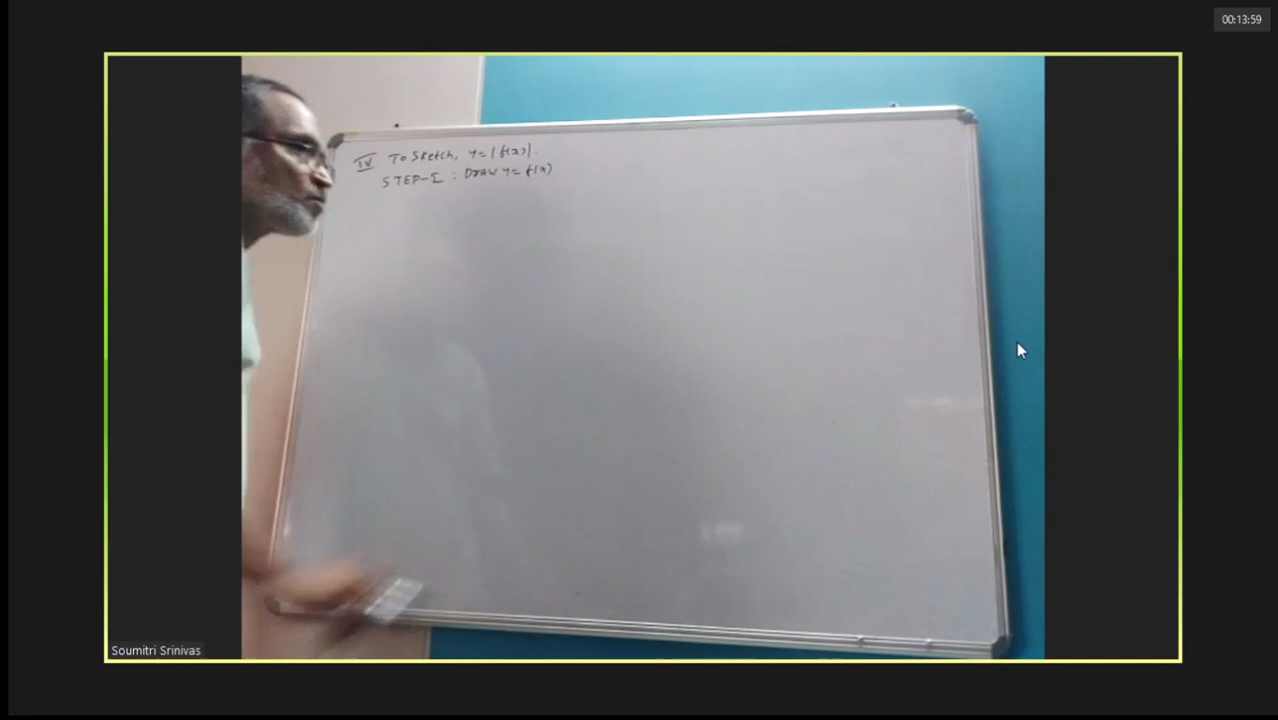 00:13:59
IV To Sketch, y=|f(x)|.
STEP-I : Draw y= f(x)
Soumitri Srinivas